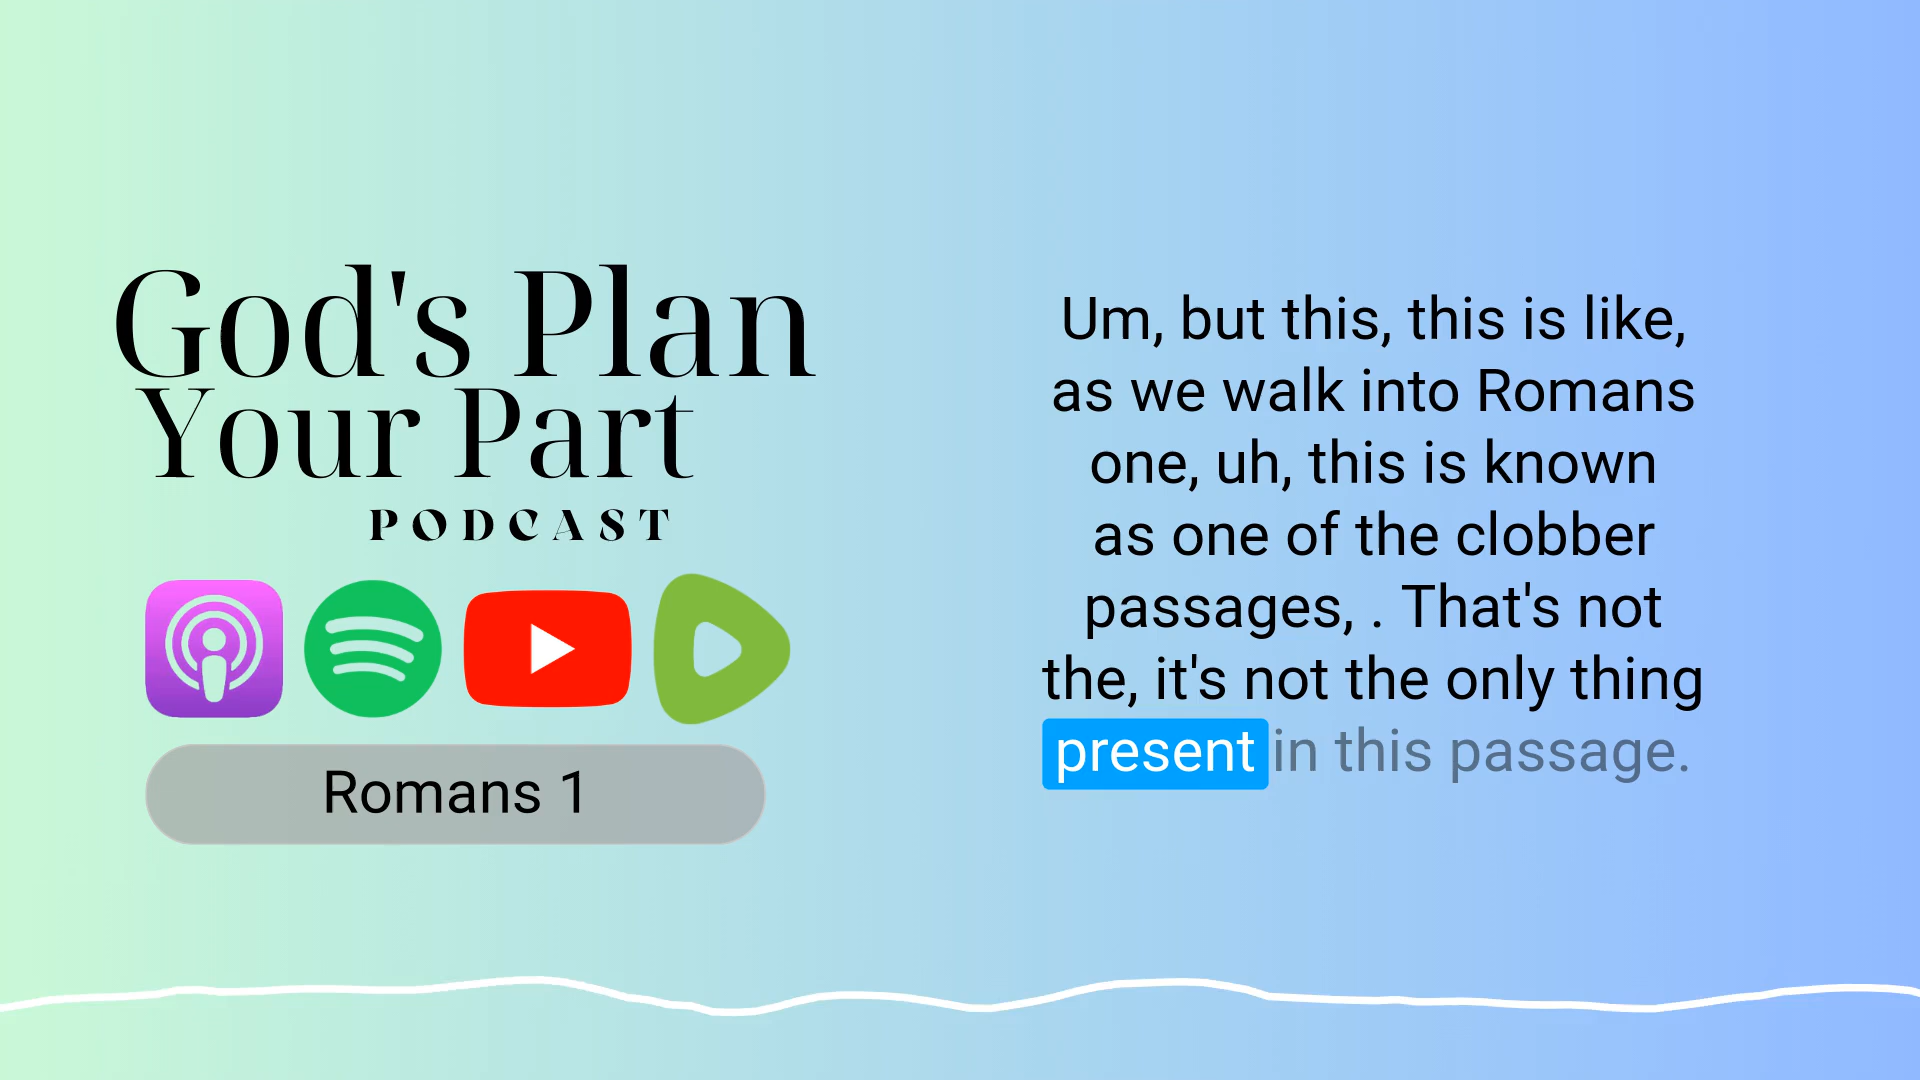 God's Plan
Your Part
PODCAST
Romans 1
Um, but this, this is like,
as we walk into Romans
one, uh, this is known
as one of the clobber
passages, . That's not
the, it's not the only thing
present in this passage.